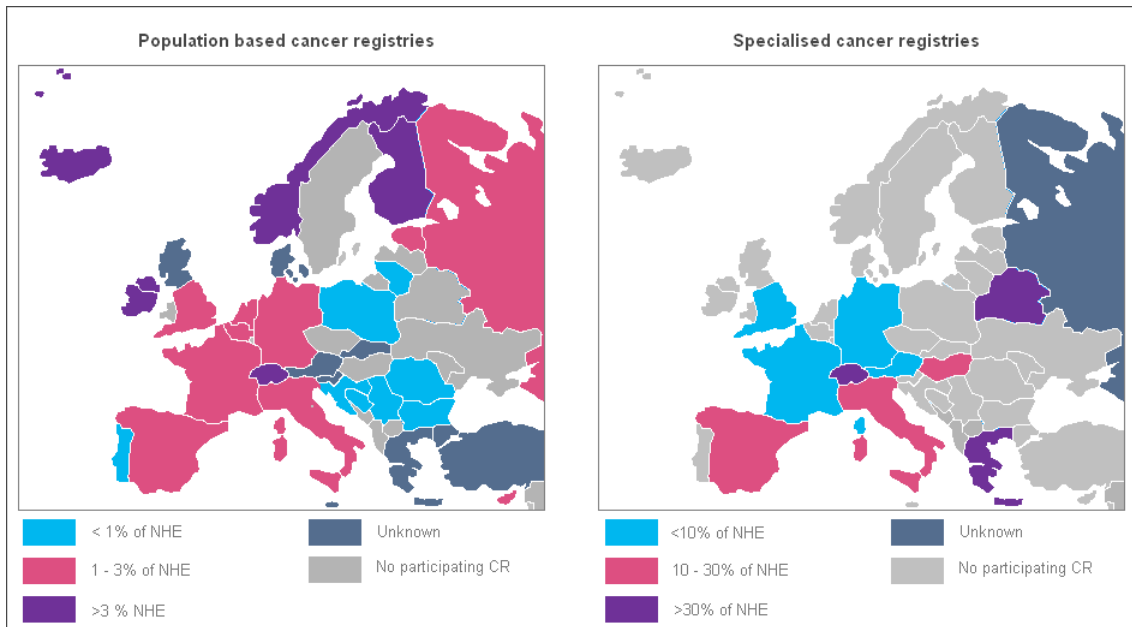 Population based cancer registries
Specialised cancer registries
< 1% of NHE
Unknown
1 - 3% of NHE
No participating CR
>3 % NHE
<10% of NHE
Unknown
10 - 30% of NHE
No participating CR
>30% of NHE